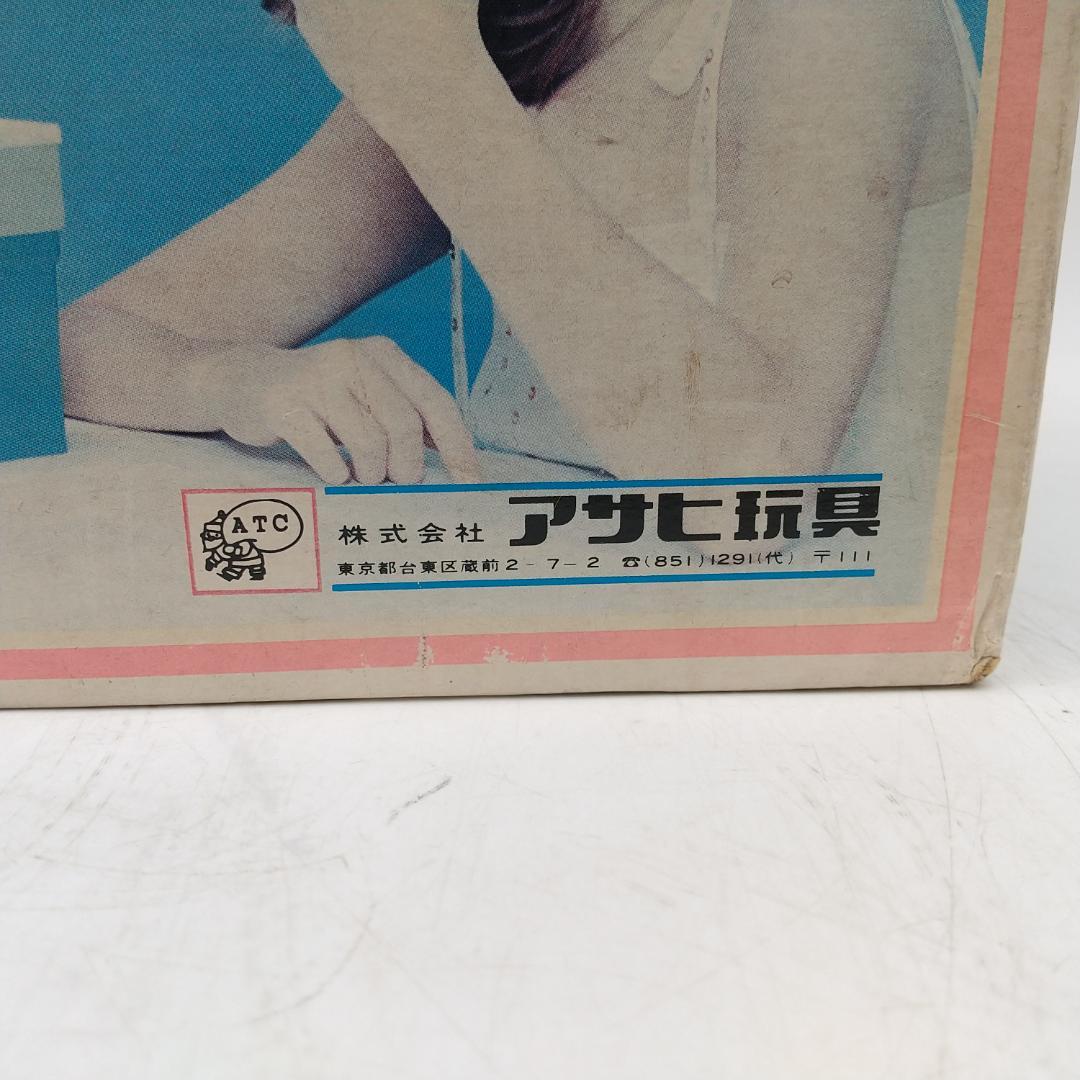 ATC
株式会社 アサヒ玩具
東京都台東区蔵前2-7-2 ☎(851)1291(代) 〒111